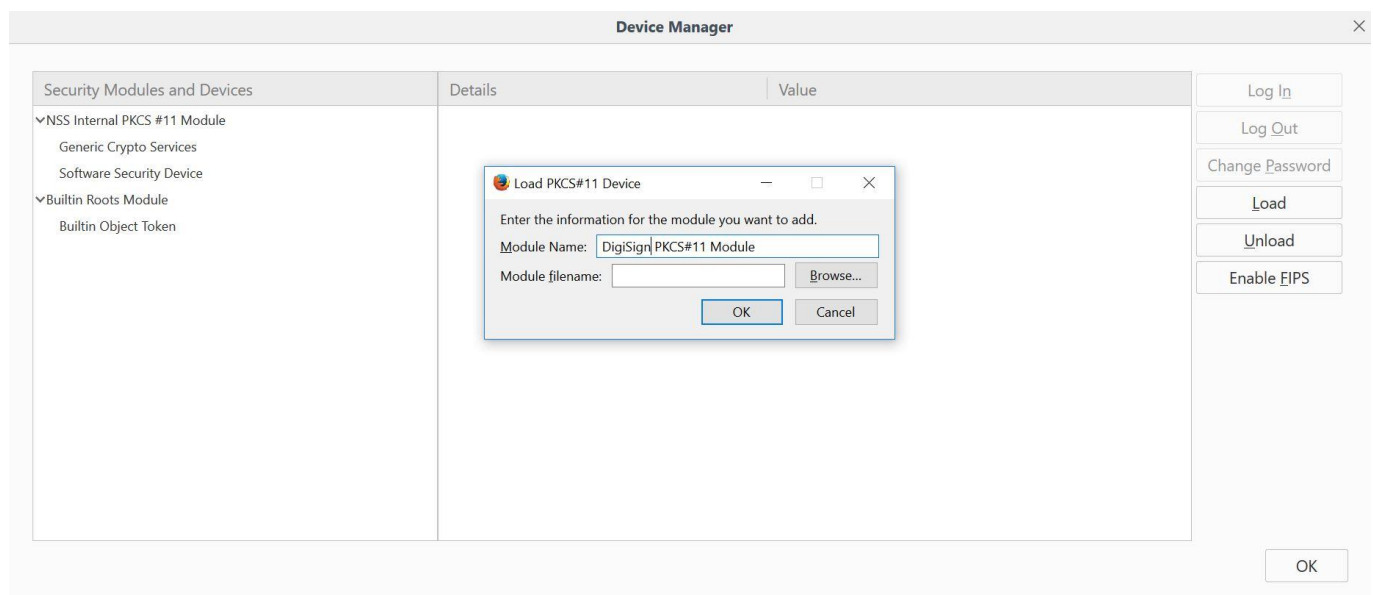 Device Manager
Security Modules and Devices
Details
Value
NSS Internal PKCS #11 Module
Generic Crypto Services
Software Security Device
Builtin Roots Module
Builtin Object Token
Load PKCS#11 Device
Enter the information for the module you want to add.
Module Name: DigiSign PKCS#11 Module
Module filename: Browse...
OK Cancel
Log In
Log Out
Change Password
Load
Unload
Enable FIPS
OK